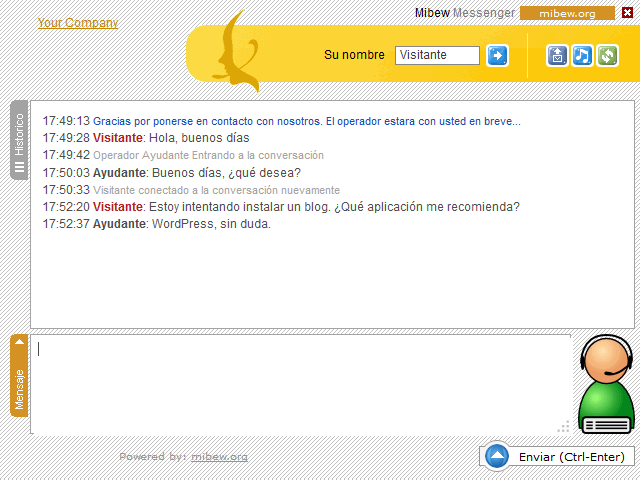 Mibew Messenger mibew.org
Your Company
Su nombre Visitante
Historico
17:49:13 Gracias por ponerse en contacto con nosotros. El operador estara con usted en breve...
17:49:28 Visitante: Hola, buenos días
17:49:42 Operador Ayudante Entrando a la conversación
17:50:03 Ayudante: Buenos días, ¿qué desea?
17:50:33 Visitante conectado a la conversación nuevamente
17:52:20 Visitante: Estoy intentando instalar un blog. ¿Qué aplicación me recomienda?
17:52:37 Ayudante: WordPress, sin duda.
Mensaje
Powered by: mibew.org
Enviar (Ctrl-Enter)